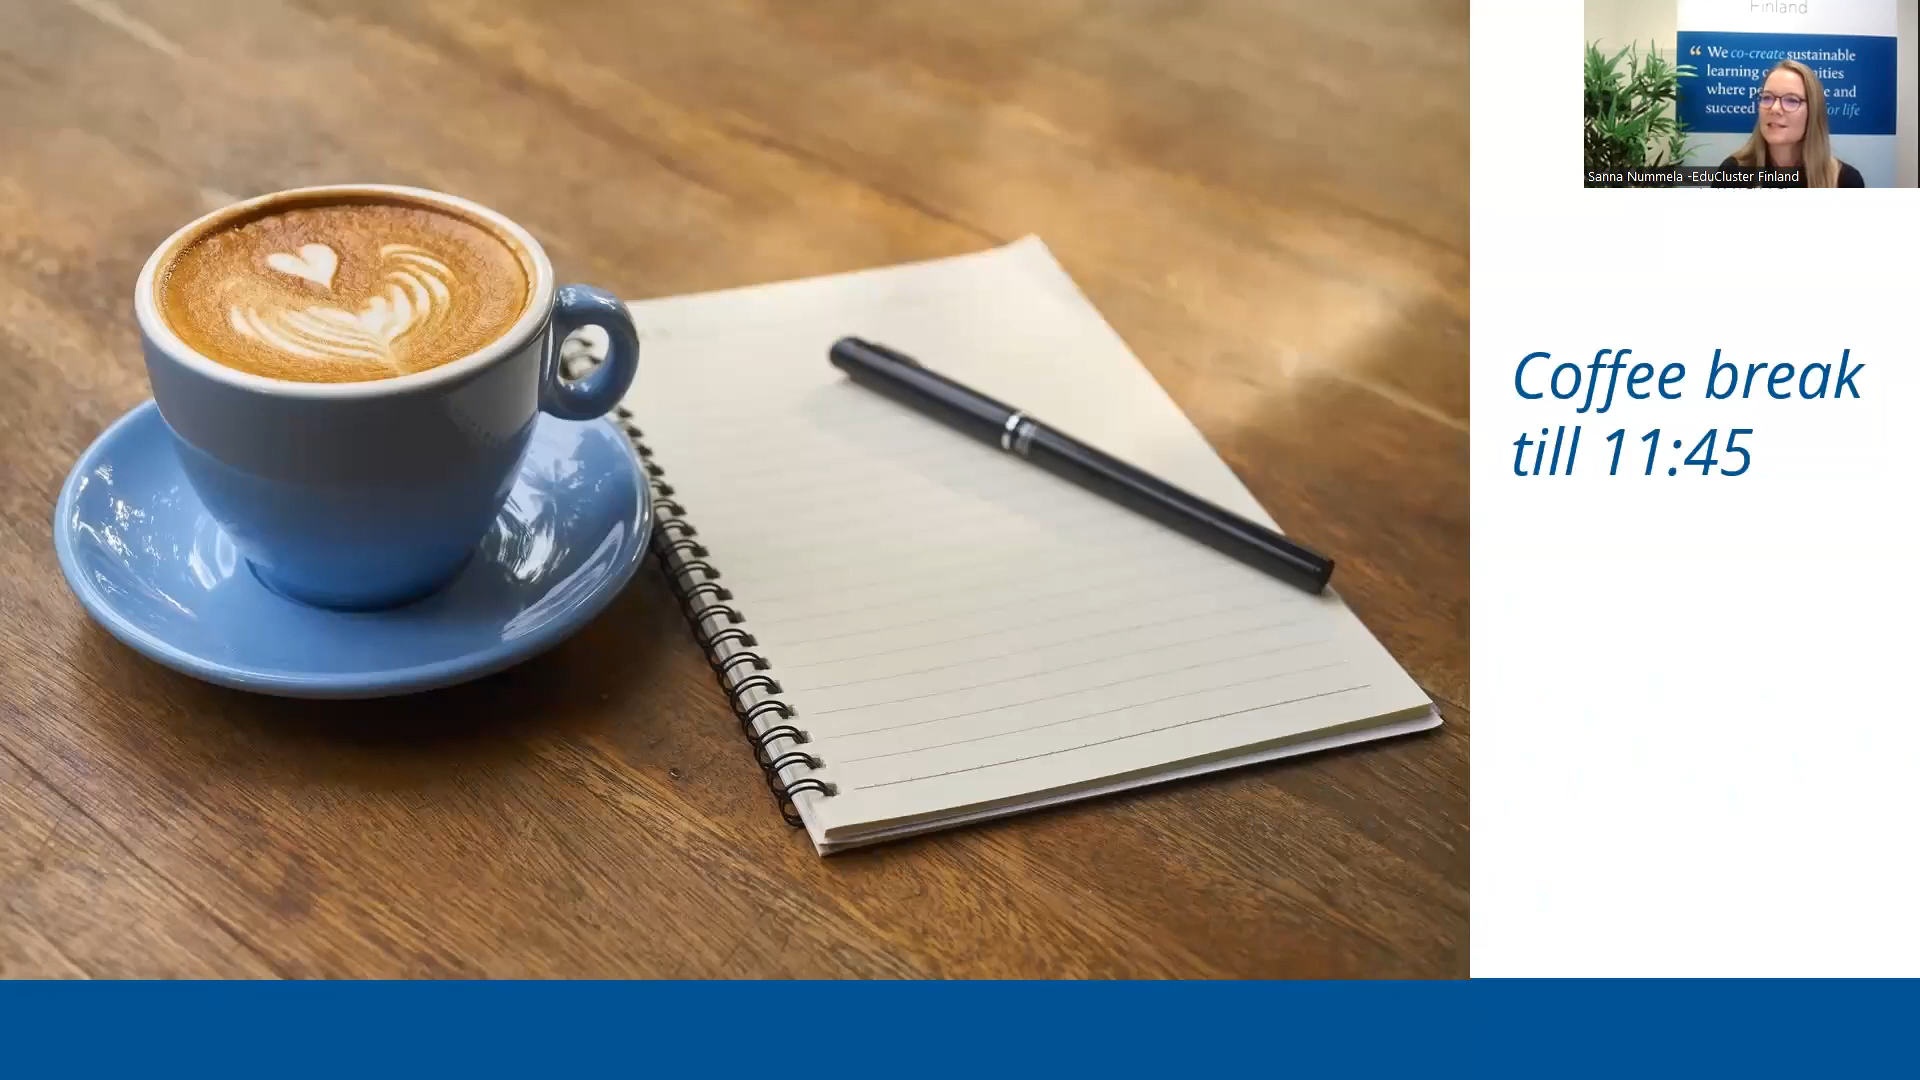 Finland
“ We co-create sustainable
learning
where and
succeed for life
Sanna Nummela -EduCluster Finland
Coffee break
till 11:45